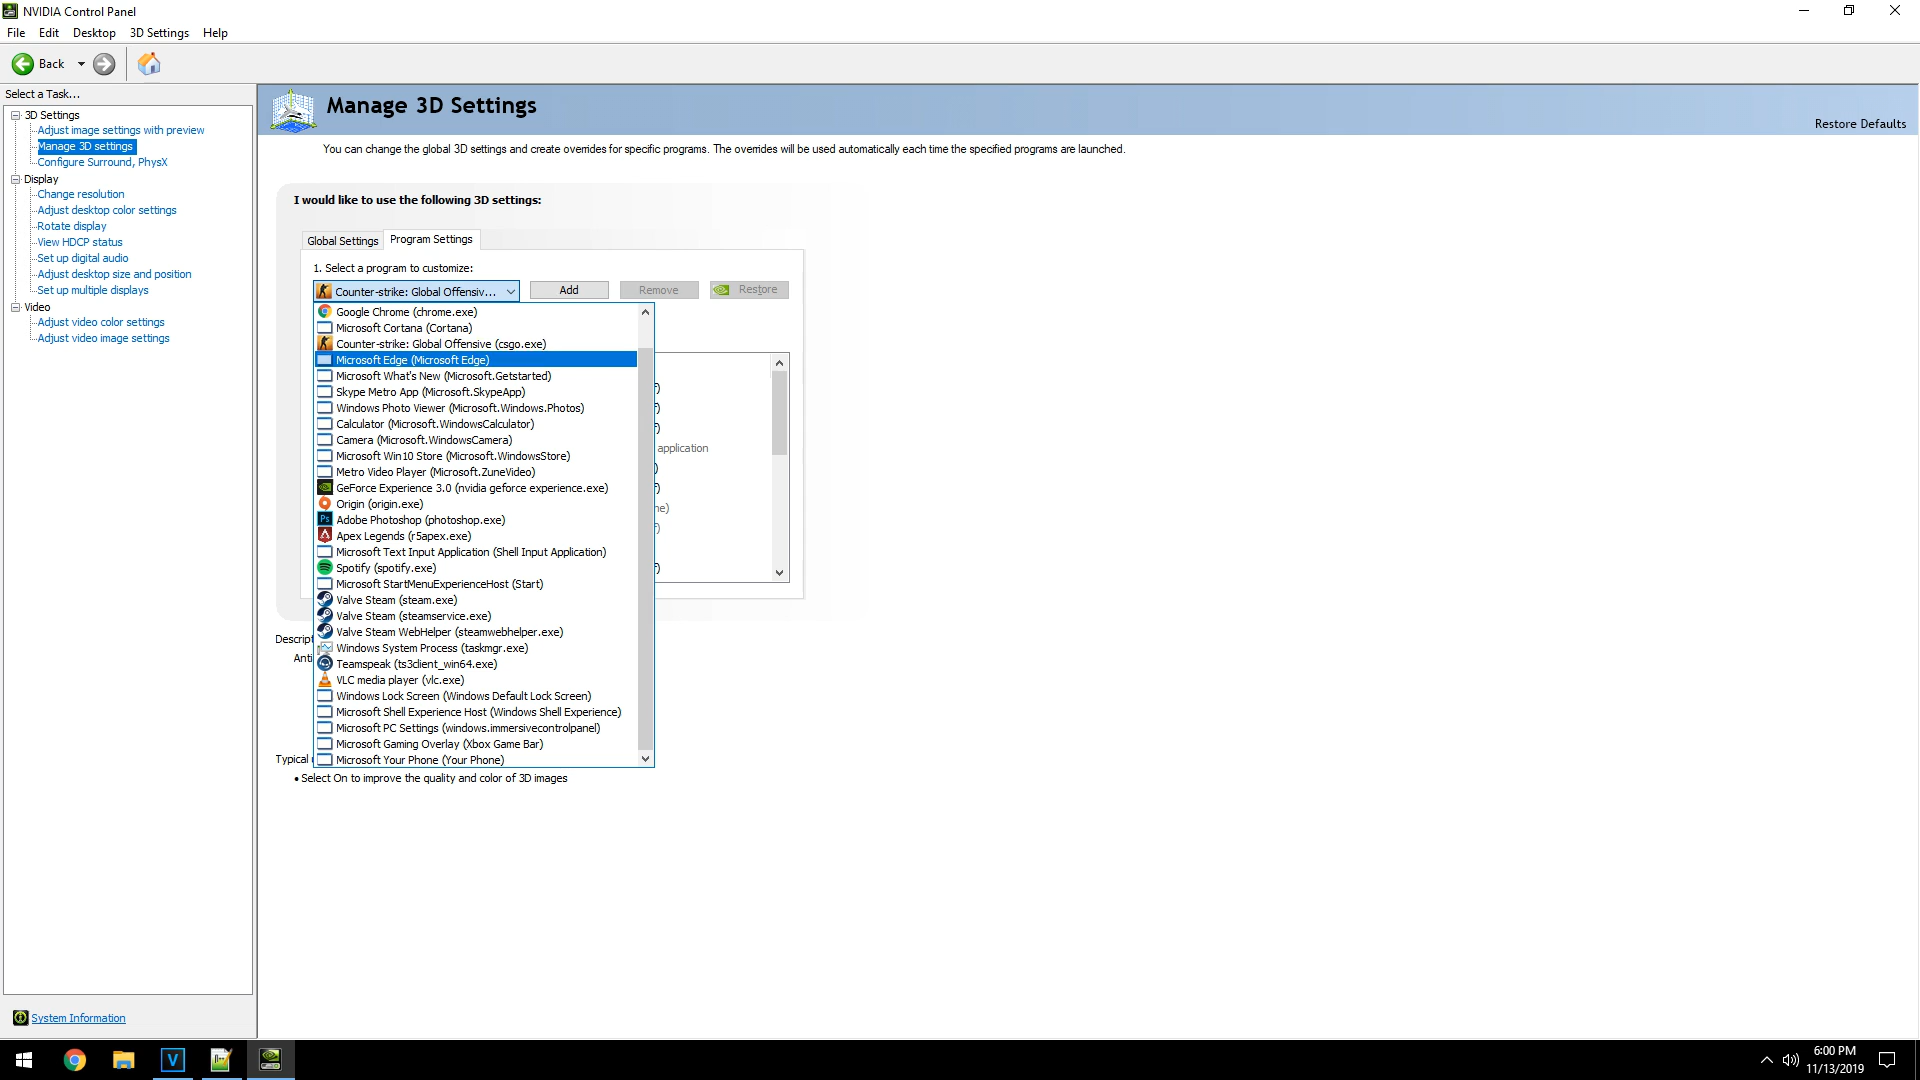 NVIDIA Control Panel
File Edit Desktop 3D Settings Help
Back
Select a Task...
3D Settings
Adjust image settings with preview
Manage 3D settings
Configure Surround, PhysX
Display
Change resolution
Adjust desktop color settings
Rotate display
View HDCP status
Set up digital audio
Adjust desktop size and position
Set up multiple displays
Video
Adjust video color settings
Adjust video image settings
System Information
Manage 3D Settings
Restore Defaults
You can change the global 3D settings and create overrides for specific programs. The overrides will be used automatically each time the specified programs are launched.
I would like to use the following 3D settings:
Global Settings Program Settings
1. Select a program to customize:
Counter-strike: Global Offensiv... Add Remove Restore
Google Chrome (chrome.exe)
Microsoft Cortana (Cortana)
Counter-strike: Global Offensive (csgo.exe)
Microsoft Edge (Microsoft Edge)
Microsoft What's New (Microsoft.Getstarted)
Skype Metro App (Microsoft.SkypeApp)
Windows Photo Viewer (Microsoft.Windows.Photos)
Calculator (Microsoft.WindowsCalculator)
Camera (Microsoft.WindowsCamera)
application
Microsoft Win10 Store (Microsoft.WindowsStore)
Metro Video Player (Microsoft.ZuneVideo)
GeForce Experience 3.0 (nvidia geforce experience.exe)
Origin (origin.exe)
Adobe Photoshop (photoshop.exe)
Apex Legends (r5apex.exe)
Microsoft Text Input Application (Shell Input Application)
Spotify (spotify.exe)
Microsoft StartMenuExperienceHost (Start)
Valve Steam (steam.exe)
Valve Steam (steamservice.exe)
Valve Steam WebHelper (steamwebhelper.exe)
Windows System Process (taskmgr.exe)
Teamspeak (ts3client_win64.exe)
VLC media player (vlc.exe)
Windows Lock Screen (Windows Default Lock Screen)
Microsoft Shell Experience Host (Windows Shell Experience)
Microsoft PC Settings (windows.immersivecontrolpanel)
Microsoft Gaming Overlay (Xbox Game Bar)
Microsoft Your Phone (Your Phone)
Descript
Anti
Typical
• Select On to improve the quality and color of 3D images
6:00 PM
11/13/2019